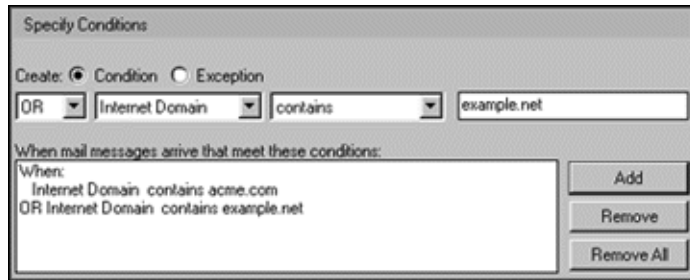 Specify Conditions
Create: Condition Exception
OR Internet Domain contains example.net
When mail messages arrive that meet these conditions:
When:
Internet Domain contains acme.com
OR Internet Domain contains example.net
Add
Remove
Remove All